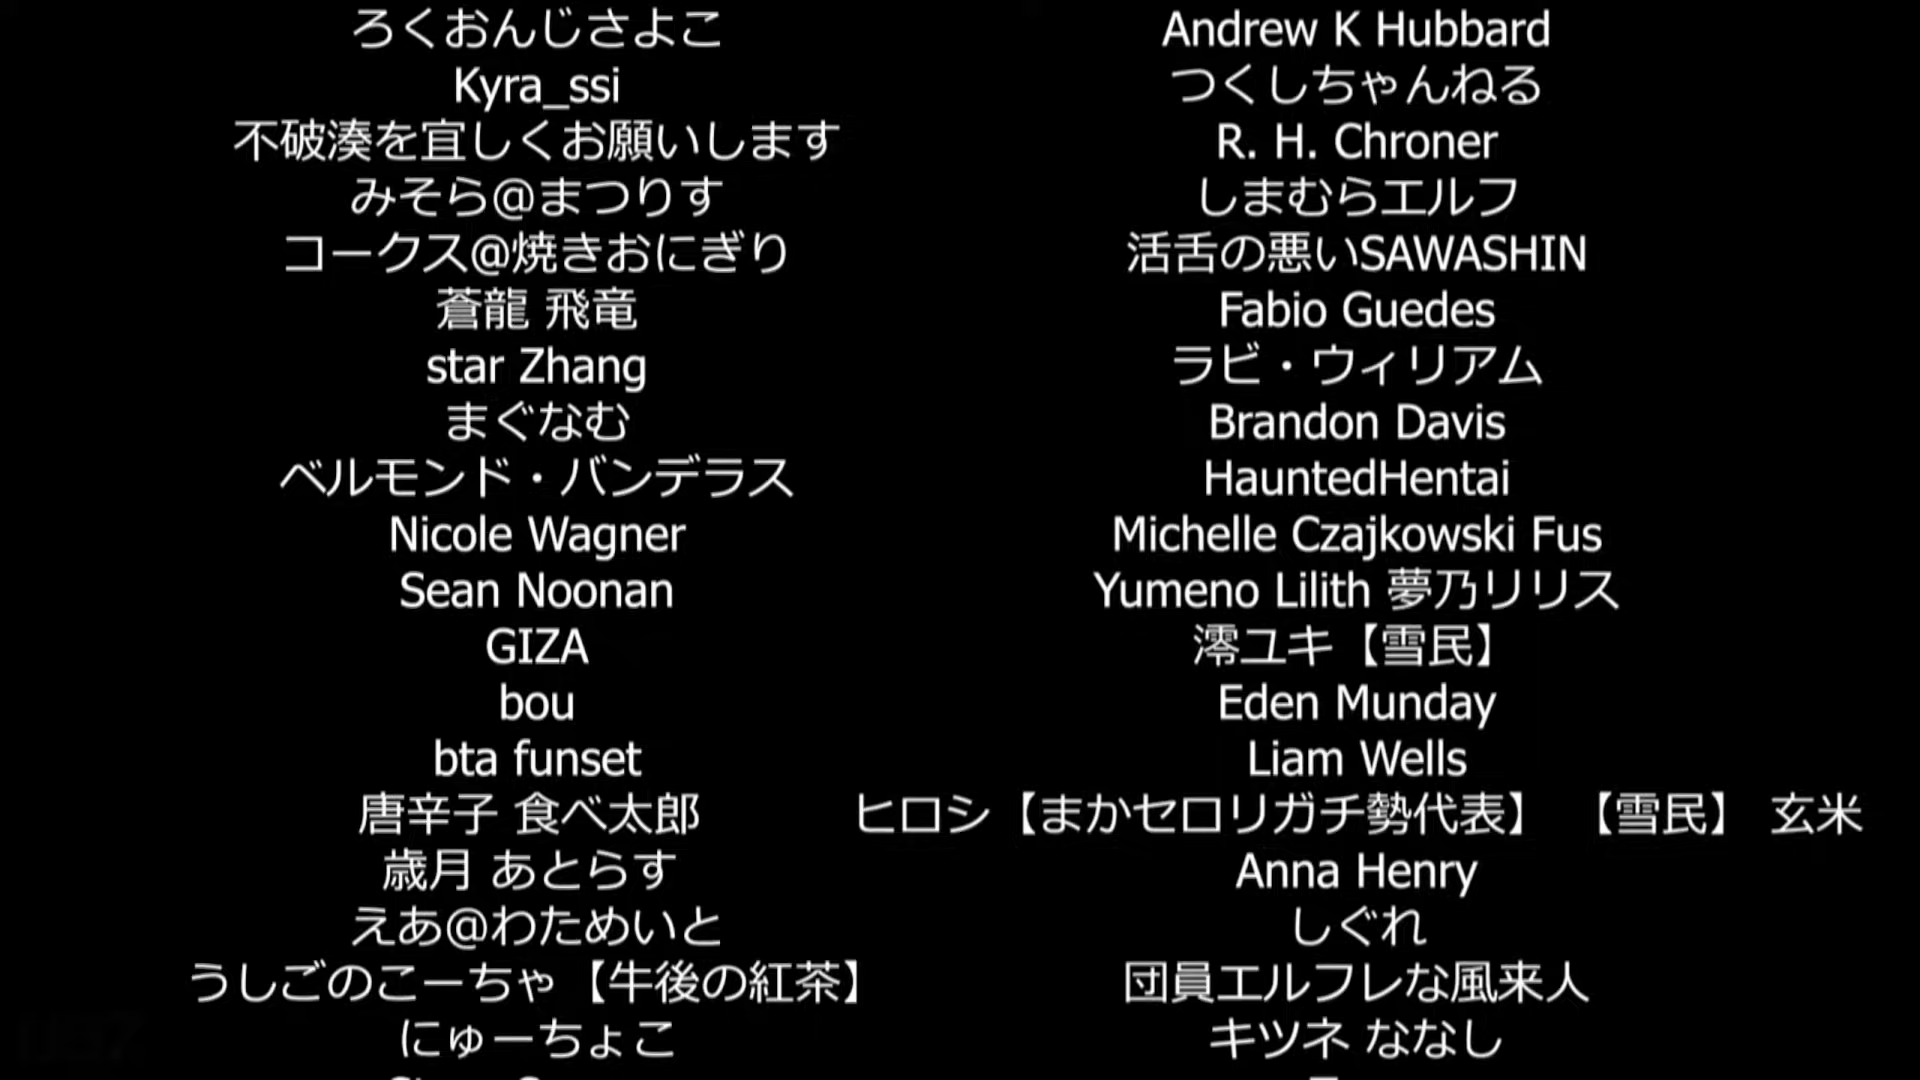 ろくおんじさよこ
Kyra_ssi
不破湊を宜しくお願いします
みそら@まつりす
コークス@焼きおにぎり
蒼龍 飛竜
star Zhang
まぐなむ
ベルモンド・バンデラス
Nicole Wagner
Sean Noonan
GIZA
bou
bta funset
唐辛子 食べ太郎
歳月 あとらす
えあ@わためいと
うしごのこーちゃ【牛後の紅茶】
にゅーちょこ
Andrew K Hubbard
つくしちゃんねる
R. H. Chroner
しまむらエルフ
活舌の悪いSAWASHIN
Fabio Guedes
ラビ・ウィリアム
Brandon Davis
HauntedHentai
Michelle Czajkowski Fus
Yumeno Lilith 夢乃リリス
澪ユキ【雪民】
Eden Munday
Liam Wells
ヒロシ【まかセロリガチ勢代表】 【雪民】 玄米
Anna Henry
しぐれ
団員エルフレな風来人
キツネ ななし